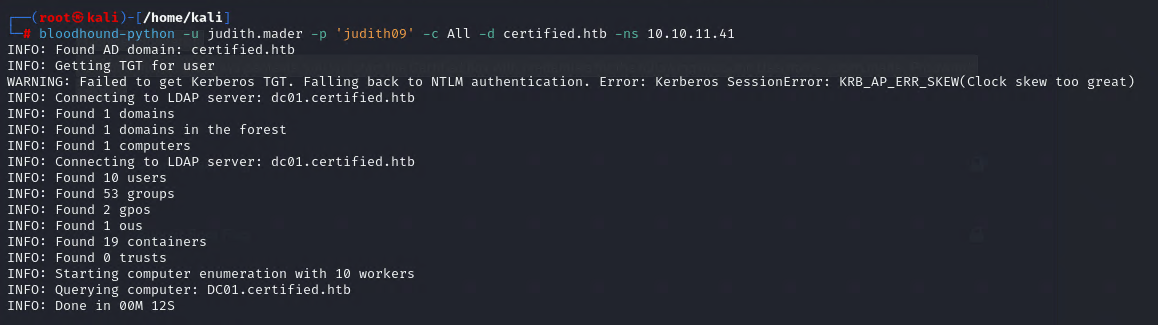 ┌──(root㉿kali)-[/home/kali]
└─# bloodhound-python -u judith.mader -p 'judith09' -c All -d certified.htb -ns 10.10.11.41
INFO: Found AD domain: certified.htb
INFO: Getting TGT for user
WARNING: Failed to get Kerberos TGT. Falling back to NTLM authentication. Error: Kerberos SessionError: KRB_AP_ERR_SKEW(Clock skew too great)
INFO: Connecting to LDAP server: dc01.certified.htb
INFO: Found 1 domains
INFO: Found 1 domains in the forest
INFO: Found 1 computers
INFO: Connecting to LDAP server: dc01.certified.htb
INFO: Found 10 users
INFO: Found 53 groups
INFO: Found 2 gpos
INFO: Found 1 ous
INFO: Found 19 containers
INFO: Found 0 trusts
INFO: Starting computer enumeration with 10 workers
INFO: Querying computer: DC01.certified.htb
INFO: Done in 00M 12S